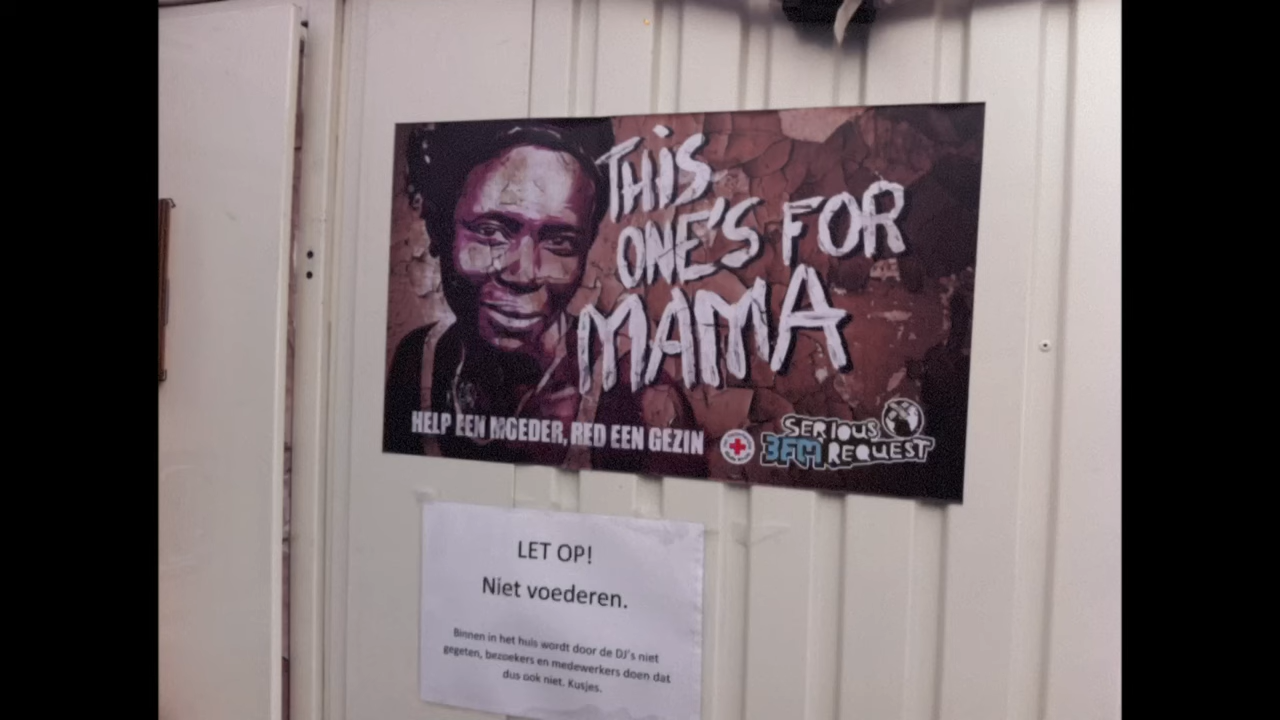 THIS
ONE'S FOR
MAMA
HELP EEN MOEDER, RED EEN GEZIN
SERIOUS
3FM REQUEST
LET OP!
Niet voederen.
Binnen in het huis wordt door de DJ's niet
gegeten, bezoekers en medewerkers doen dat
dus ook niet. Kusjes.